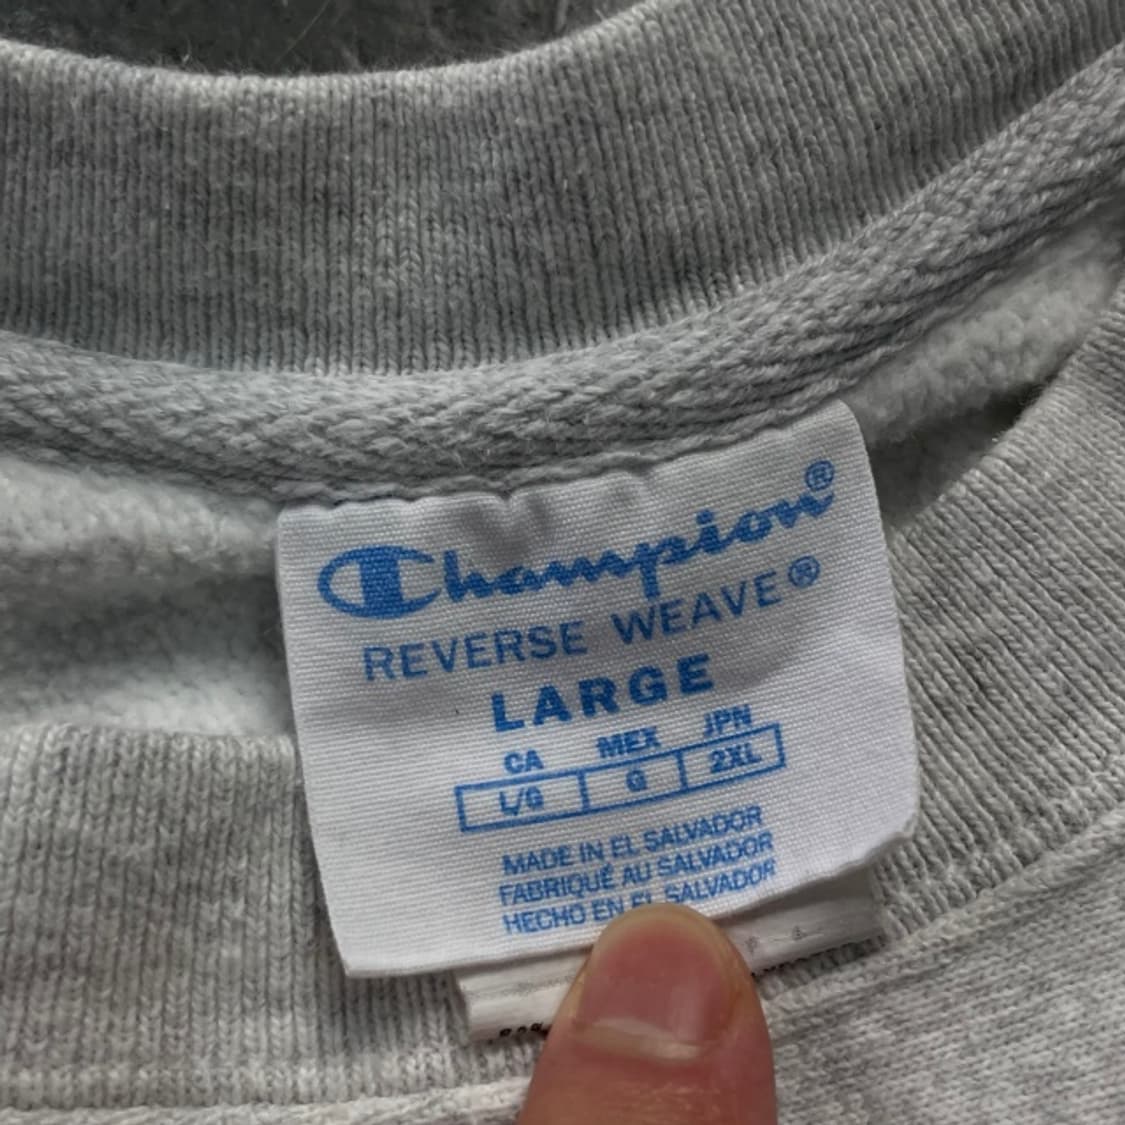 Champion®
REVERSE WEAVE®
LARGE
CA MEX JPN
L/G G 2XL
MADE IN EL SALVADOR
FABRIQUÉ AU SALVADOR
HECHO EN EL SALVADOR